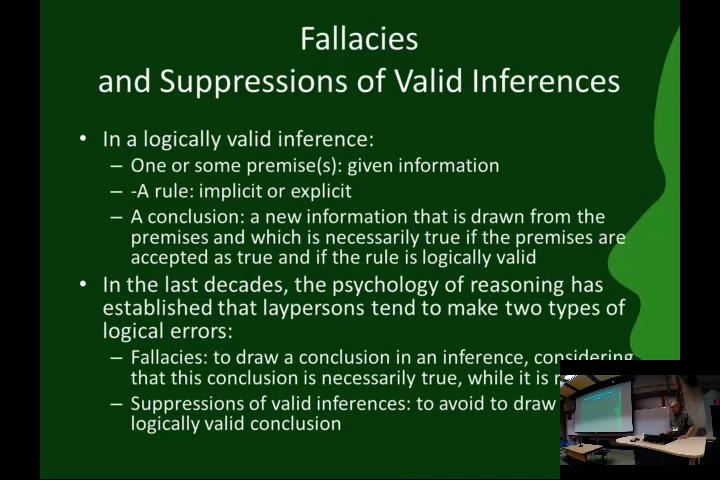 Fallacies
and Suppressions of Valid Inferences
• In a logically valid inference:
– One or some premise(s): given information
– -A rule: implicit or explicit
– A conclusion: a new information that is drawn from the
premises and which is necessarily true if the premises are
accepted as true and if the rule is logically valid
• In the last decades, the psychology of reasoning has
established that laypersons tend to make two types of
logical errors:
– Fallacies: to draw a conclusion in an inference, considering
that this conclusion is necessarily true, while it is
– Suppressions of valid inferences: to avoid to draw
logically valid conclusion